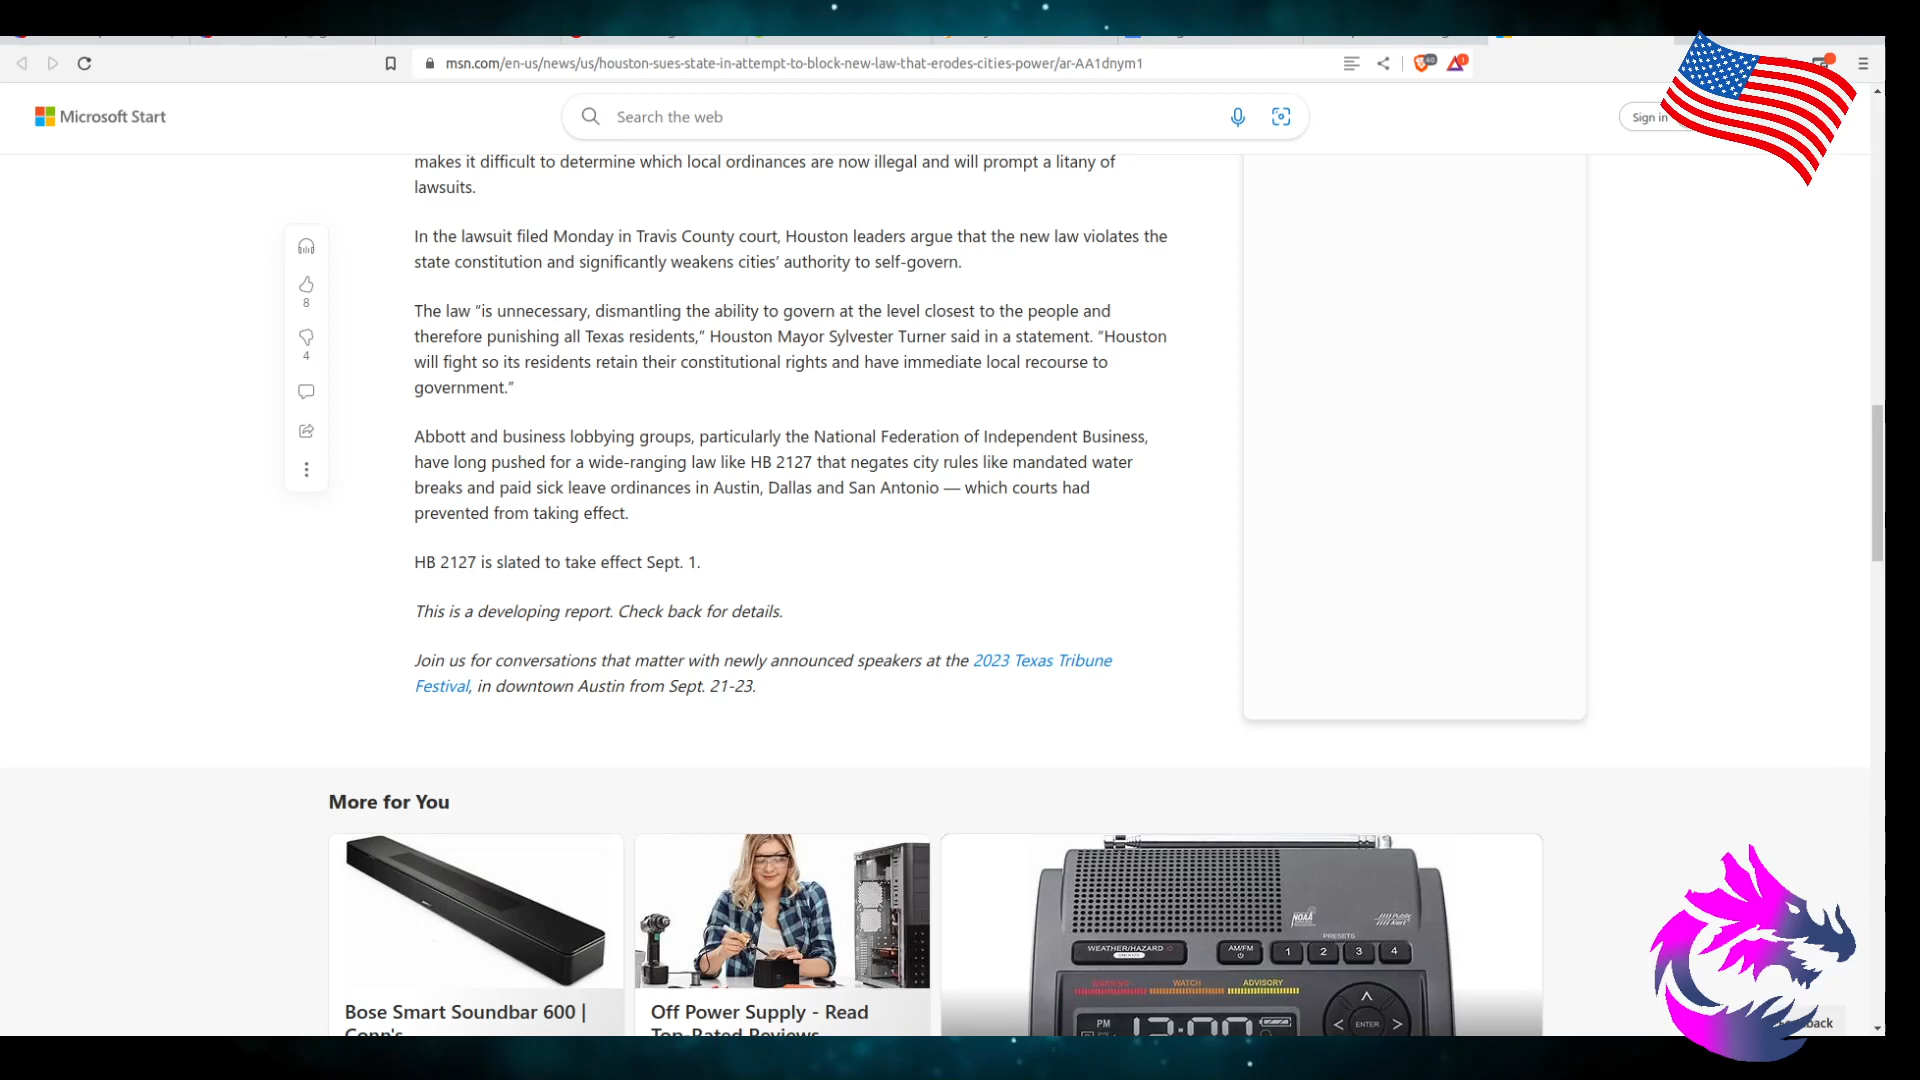 msn.com/en-us/news/us/houston-sues-state-in-attempt-to-block-new-law-that-erodes-cities-power/ar-AA1dnym1
40
1
Microsoft Start
Search the web
Sign in
makes it difficult to determine which local ordinances are now illegal and will prompt a litany of
lawsuits.
In the lawsuit filed Monday in Travis County court, Houston leaders argue that the new law violates the
state constitution and significantly weakens cities’ authority to self-govern.
8
The law “is unnecessary, dismantling the ability to govern at the level closest to the people and
therefore punishing all Texas residents,” Houston Mayor Sylvester Turner said in a statement. “Houston
4
will fight so its residents retain their constitutional rights and have immediate local recourse to
government.”
Abbott and business lobbying groups, particularly the National Federation of Independent Business,
have long pushed for a wide-ranging law like HB 2127 that negates city rules like mandated water
breaks and paid sick leave ordinances in Austin, Dallas and San Antonio — which courts had
prevented from taking effect.
HB 2127 is slated to take effect Sept. 1.
This is a developing report. Check back for details.
Join us for conversations that matter with newly announced speakers at the 2023 Texas Tribune
Festival, in downtown Austin from Sept. 21-23.
More for You
NOAA
Public Alert
PRESETS
WEATHER/HAZARD
AM/FM
1 2 3 4
WARNING WATCH ADVISORY
PM
12:00
ENTER
Bose Smart Soundbar 600 |
Conn's
Off Power Supply - Read
Top-Rated Reviews